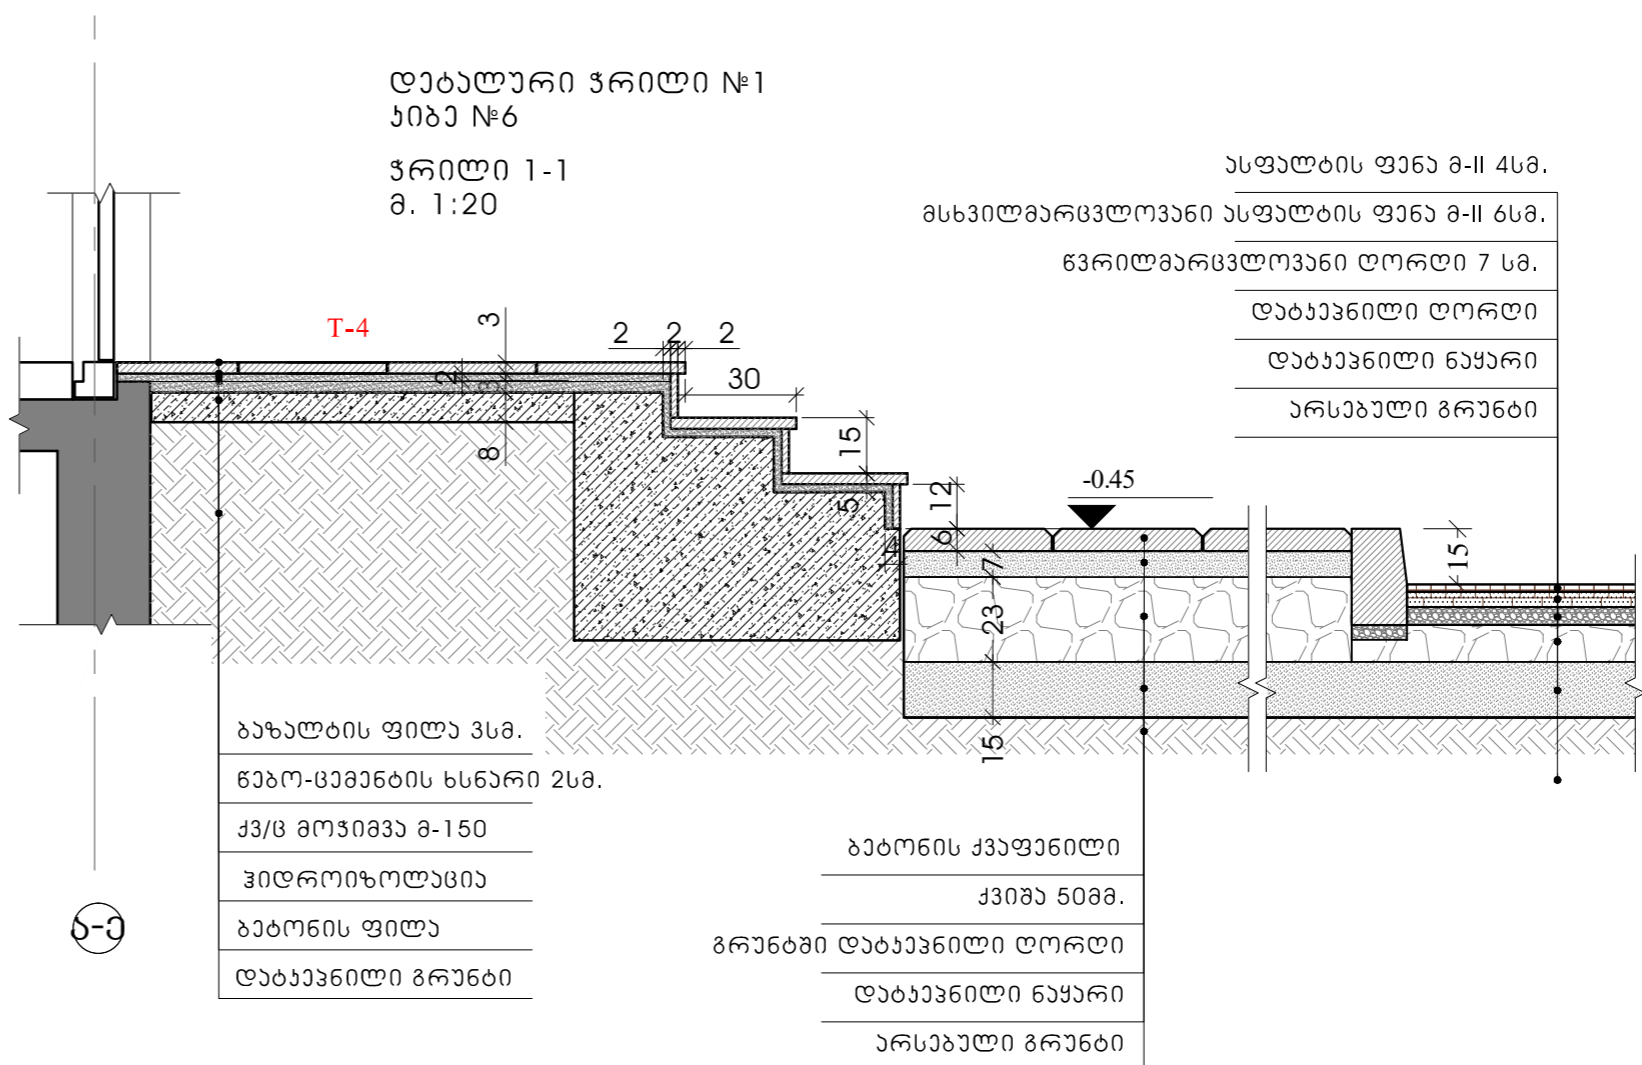 დეტალური ჭრილი №1
კიბე №6
ჭრილი 1-1
მ. 1:20
ასფალტის ფენა მ-II 4სმ.
მსხვილმარცვლოვანი ასფალტის ფენა მ-II 6სმ.
წვრილმარცვლოვანი ღორღი 7 სმ.
დატკეპნილი ღორღი
დატკეპნილი ნაყარი
არსებული გრუნტი
T-4
3
2
2
2
30
2
3
8
15
5
12
6
4
-0.45
7
23
15
15
ბაზალტის ფილა 3სმ.
წებო-ცემენტის ხსნარი 2სმ.
ქვ/ც მოჭიმვა მ-150
ჰიდროიზოლაცია
ბეტონის ფილა
დატკეპნილი გრუნტი
ბეტონის ქვაფენილი
ქვიშა 50მმ.
გრუნტში დატკეპნილი ღორღი
დატკეპნილი ნაყარი
არსებული გრუნტი
ა-ე